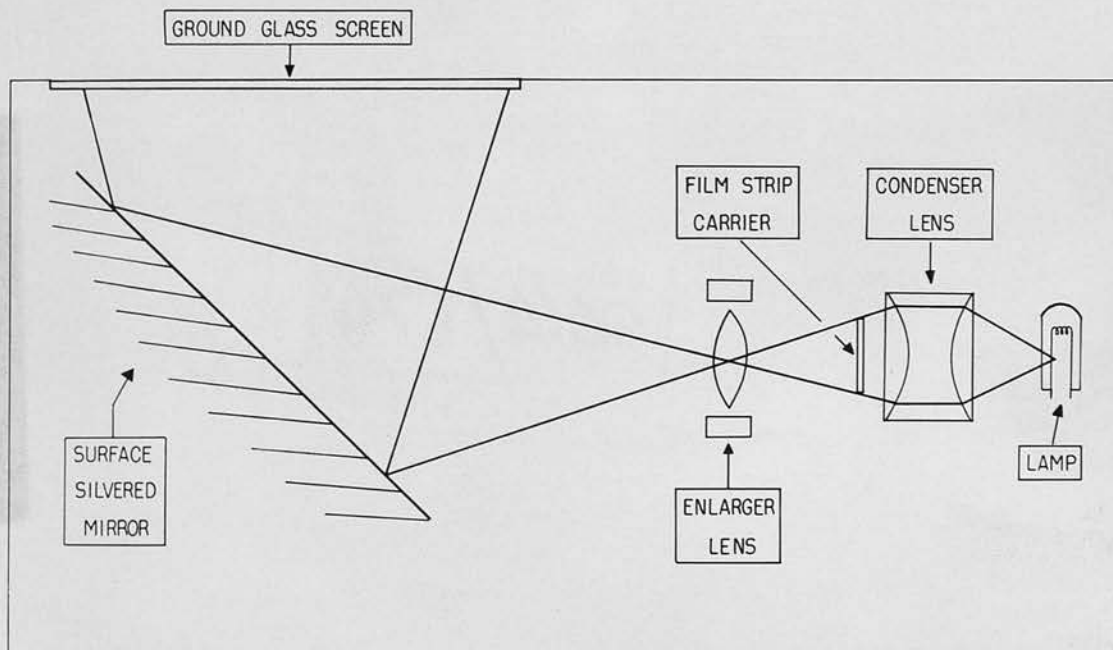 GROUND GLASS SCREEN
FILM STRIP
CARRIER
CONDENSER
LENS
SURFACE
SILVERED
MIRROR
ENLARGER
LENS
LAMP